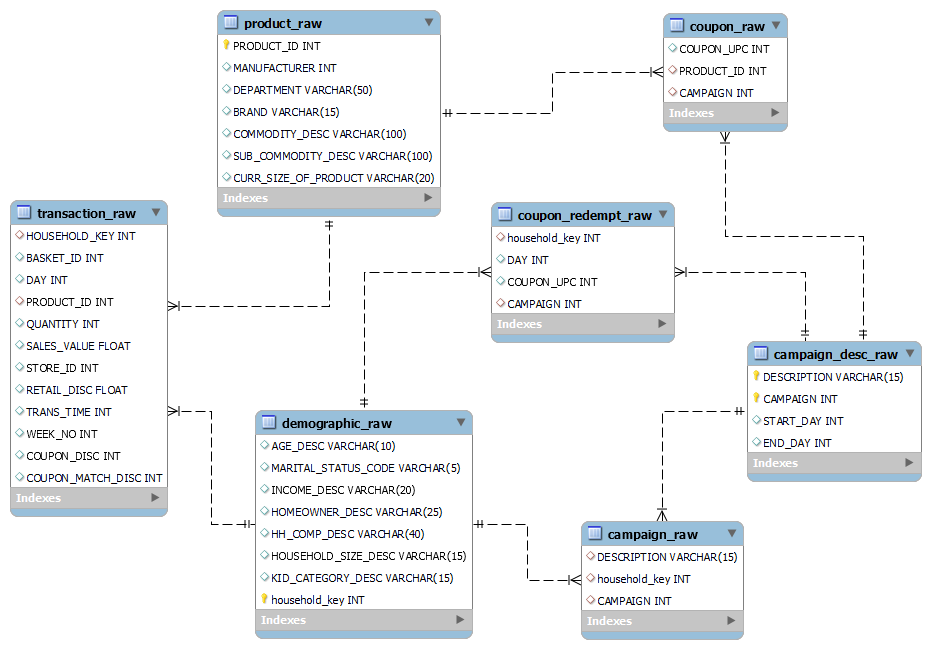 product_raw
PRODUCT_ID INT
MANUFACTURER INT
DEPARTMENT VARCHAR(50)
BRAND VARCHAR(15)
COMMODITY_DESC VARCHAR(100)
SUB_COMMODITY_DESC VARCHAR(100)
CURR_SIZE_OF_PRODUCT VARCHAR(20)
Indexes
coupon_raw
COUPON_UPC INT
PRODUCT_ID INT
CAMPAIGN INT
Indexes
transaction_raw
HOUSEHOLD_KEY INT
BASKET_ID INT
DAY INT
PRODUCT_ID INT
QUANTITY INT
SALES_VALUE FLOAT
STORE_ID INT
RETAIL_DISC FLOAT
TRANS_TIME INT
WEEK_NO INT
COUPON_DISC INT
COUPON_MATCH_DISC INT
Indexes
coupon_redempt_raw
household_key INT
DAY INT
COUPON_UPC INT
CAMPAIGN INT
Indexes
campaign_desc_raw
DESCRIPTION VARCHAR(15)
CAMPAIGN INT
START_DAY INT
END_DAY INT
Indexes
demographic_raw
AGE_DESC VARCHAR(10)
MARITAL_STATUS_CODE VARCHAR(5)
INCOME_DESC VARCHAR(20)
HOMEOWNER_DESC VARCHAR(25)
HH_COMP_DESC VARCHAR(40)
HOUSEHOLD_SIZE_DESC VARCHAR(15)
KID_CATEGORY_DESC VARCHAR(15)
household_key INT
Indexes
campaign_raw
DESCRIPTION VARCHAR(15)
household_key INT
CAMPAIGN INT
Indexes